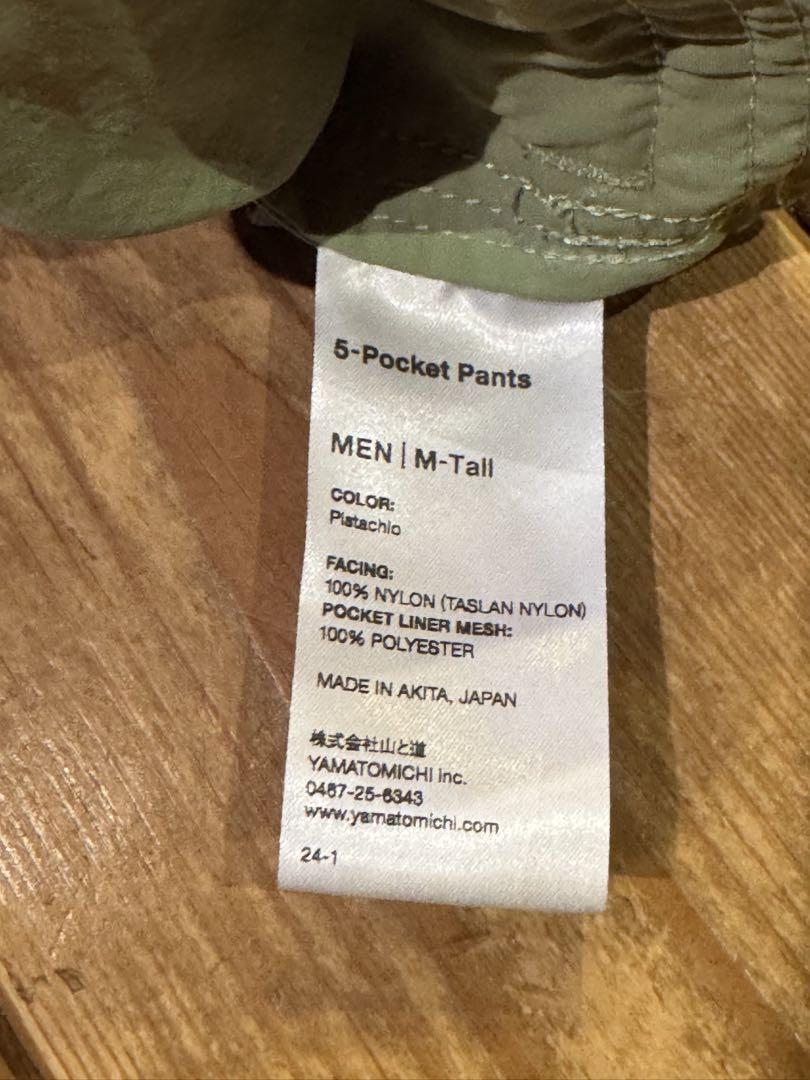 5-Pocket Pants
MEN | M-Tall
COLOR:
Pistachio
FACING:
100% NYLON (TASLAN NYLON)
POCKET LINER MESH:
100% POLYESTER
MADE IN AKITA, JAPAN
株式会社山と道
YAMATOMICHI Inc.
0467-25-6343
www.yamatomichi.com
24-1